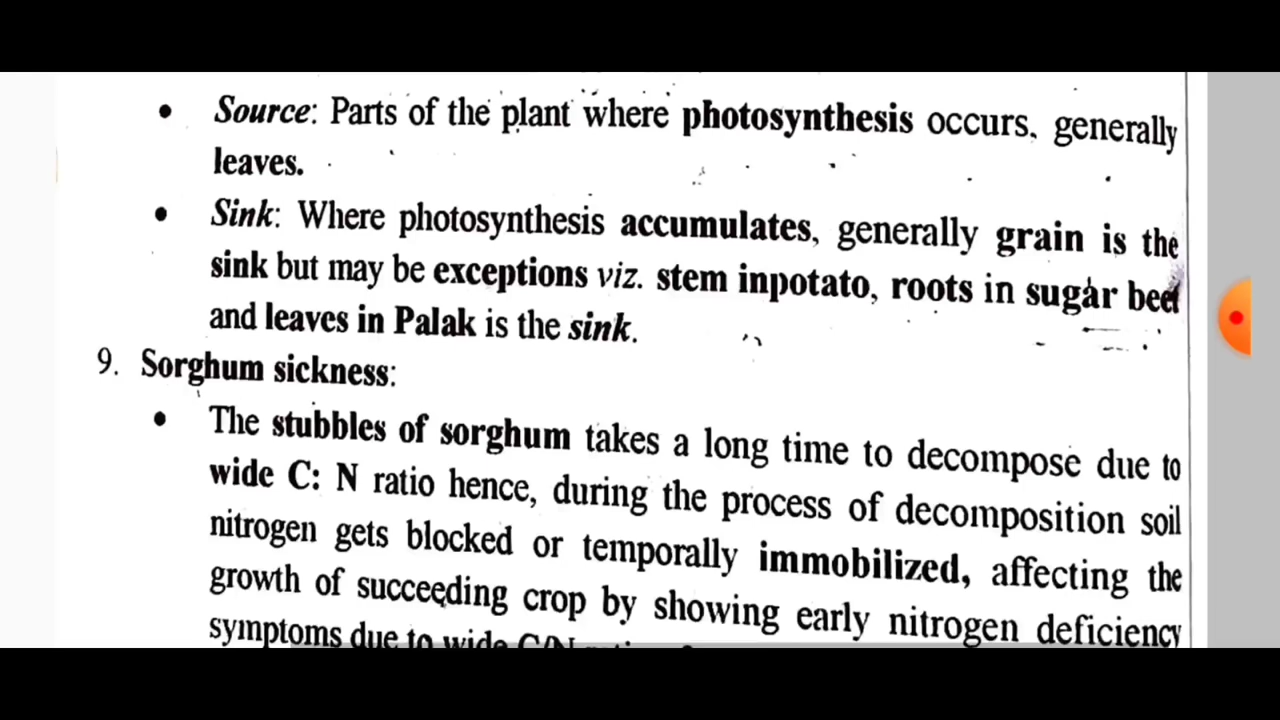 • Source: Parts of the plant where photosynthesis occurs, generally
leaves.
• Sink: Where photosynthesis accumulates, generally grain is the
sink but may be exceptions viz. stem inpotato, roots in sugar beet
and leaves in Palak is the sink.
9. Sorghum sickness:
• The stubbles of sorghum takes a long time to decompose due to
wide C: N ratio hence, during the process of decomposition soil
nitrogen gets blocked or temporally immobilized, affecting the
growth of succeeding crop by showing early nitrogen deficiency
symptoms due to wide C/N